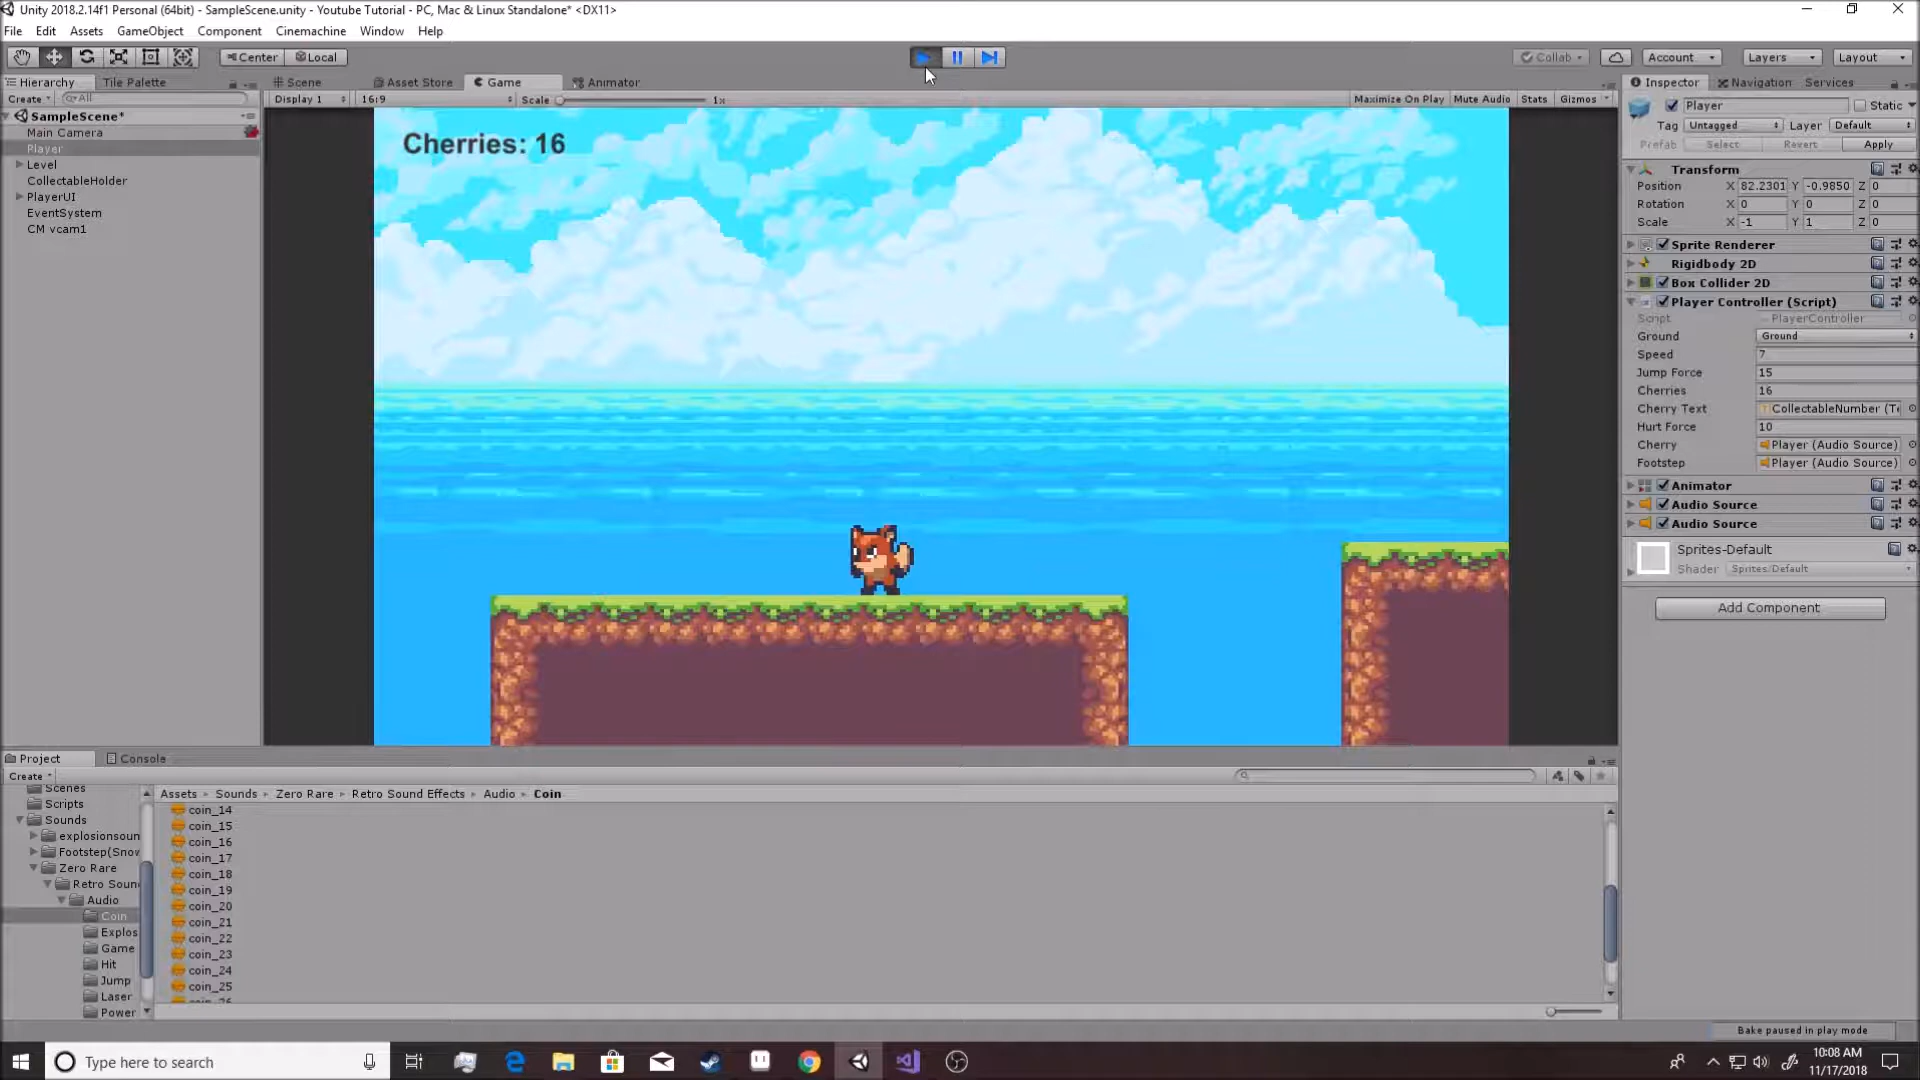 Unity 2018.2.14f1 Personal (64bit) - SampleScene.unity - Youtube Tutorial - PC, Mac & Linux Standalone* <DX11>
File Edit Assets GameObject Component Cinemachine Window Help
Center Local Collab Account Layers Layout
Hierarchy Tile Palette Scene Asset Store Game Animator Inspector Navigation Services
Create All Display 1 16:9 Scale 1x Maximize On Play Mute Audio Stats Gizmos
SampleScene*
Main Camera
Player
Level
CollectableHolder
PlayerUI
EventSystem
CM vcam1
Cherries: 16
Player Static
Tag Untagged Layer Default
Prefab Select Revert Apply
Transform
Position X 82.2301 Y -0.9850 Z 0
Rotation X 0 Y 0 Z 0
Scale X -1 Y 1 Z 0
Sprite Renderer
Rigidbody 2D
Box Collider 2D
Player Controller (Script)
Script PlayerController
Ground Ground
Speed 7
Jump Force 15
Cherries 16
Cherry Text CollectableNumber (Te
Hurt Force 10
Cherry Player (Audio Source)
Footstep Player (Audio Source)
Animator
Audio Source
Audio Source
Sprites-Default
Shader Sprites/Default
Add Component
Project Console
Create
Scenes
Scripts
Sounds
explosionsoun
Footstep(Snov
Zero Rare
Retro Soun
Audio
Coin
Explos
Game
Hit
Jump
Laser
Power
Assets Sounds Zero Rare Retro Sound Effects Audio Coin
coin_14
coin_15
coin_16
coin_17
coin_18
coin_19
coin_20
coin_21
coin_22
coin_23
coin_24
coin_25
Bake paused in play mode
Type here to search
10:08 AM
11/17/2018